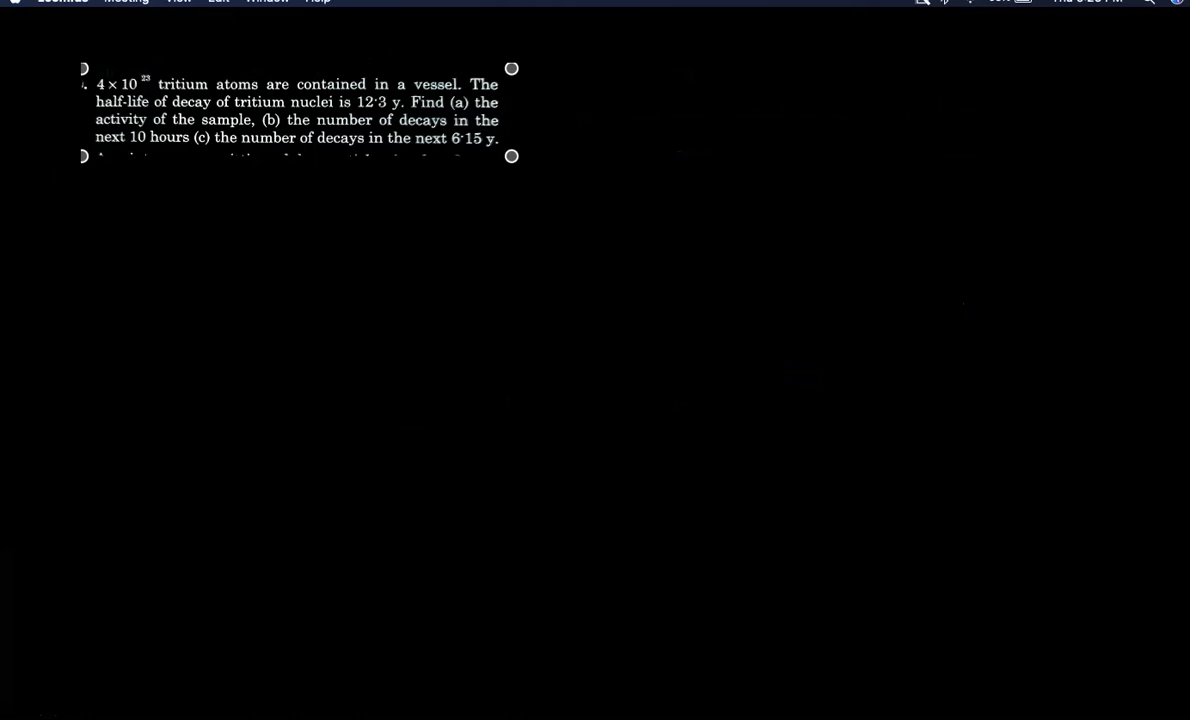 4 × 10 ²³ tritium atoms are contained in a vessel. The
half-life of decay of tritium nuclei is 12·3 y. Find (a) the
activity of the sample, (b) the number of decays in the
next 10 hours (c) the number of decays in the next 6·15 y.